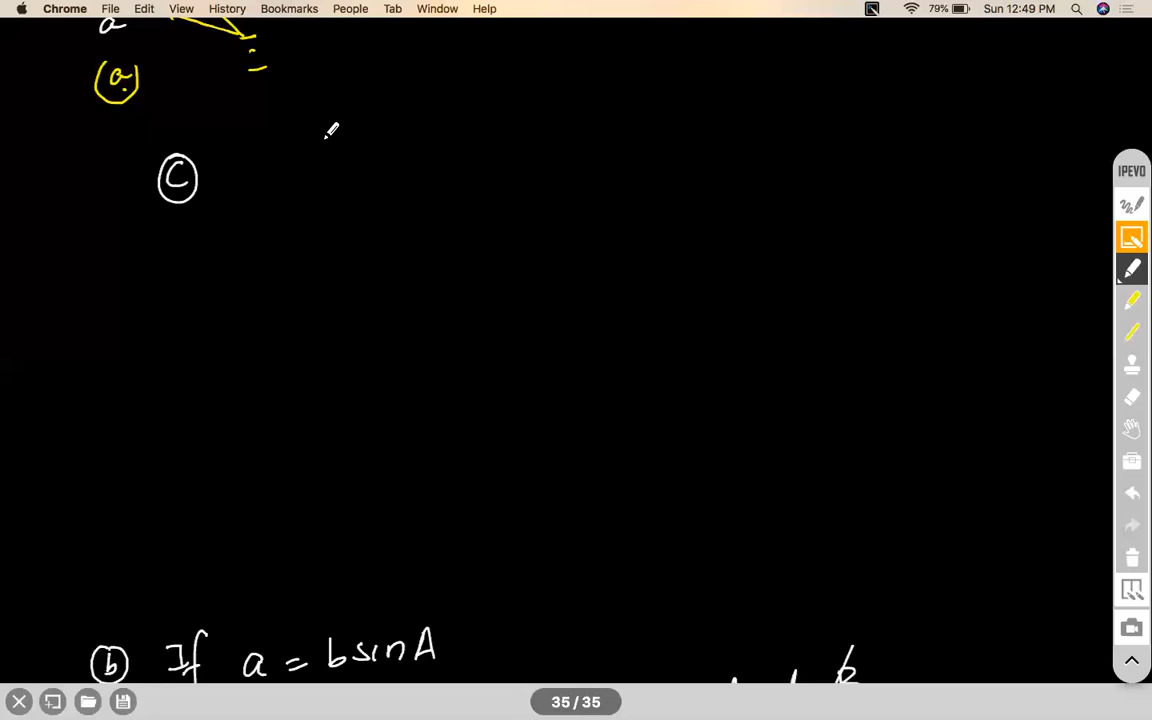 Chrome File Edit View History Bookmarks People Tab Window Help 79% Sun 12:49 PM
a
(a)
C
IPEVO
b If a = b sin A
b
35 / 35